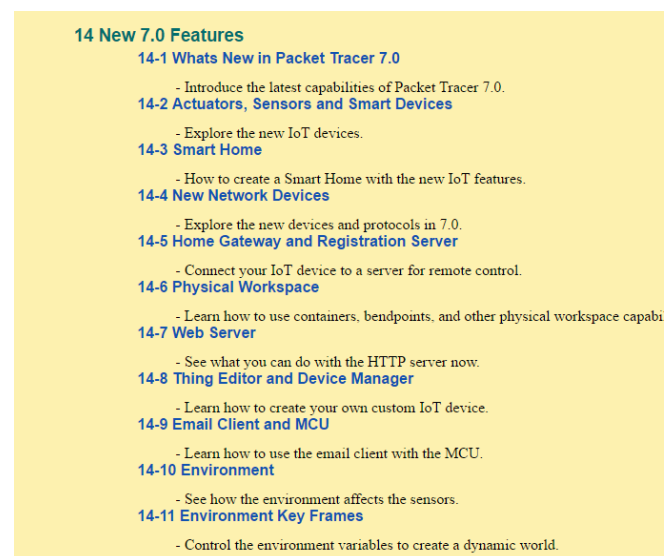 14 New 7.0 Features
14-1 Whats New in Packet Tracer 7.0
- Introduce the latest capabilities of Packet Tracer 7.0.
14-2 Actuators, Sensors and Smart Devices
- Explore the new IoT devices.
14-3 Smart Home
- How to create a Smart Home with the new IoT features.
14-4 New Network Devices
- Explore the new devices and protocols in 7.0.
14-5 Home Gateway and Registration Server
- Connect your IoT device to a server for remote control.
14-6 Physical Workspace
- Learn how to use containers, bendpoints, and other physical workspace capabi
14-7 Web Server
- See what you can do with the HTTP server now.
14-8 Thing Editor and Device Manager
- Learn how to create your own custom IoT device.
14-9 Email Client and MCU
- Learn how to use the email client with the MCU.
14-10 Environment
- See how the environment affects the sensors.
14-11 Environment Key Frames
- Control the environment variables to create a dynamic world.